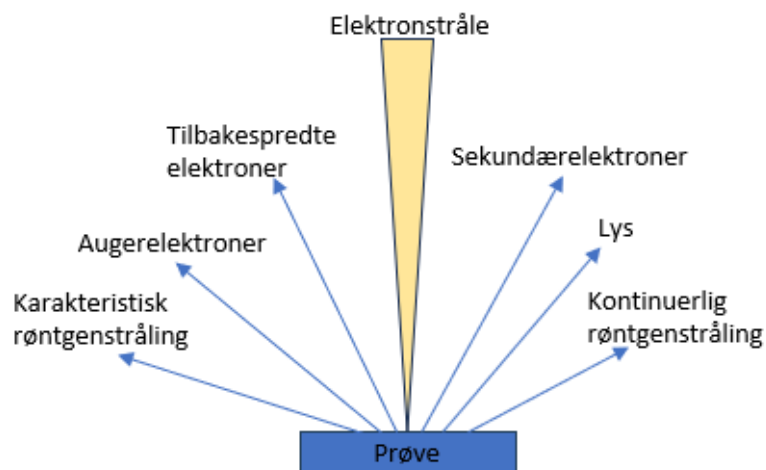 Elektronstråle
Tilbakespredte
elektroner
Sekundærelektroner
Augerelektroner
Lys
Karakteristisk
røntgenstråling
Kontinuerlig
røntgenstråling
Prøve